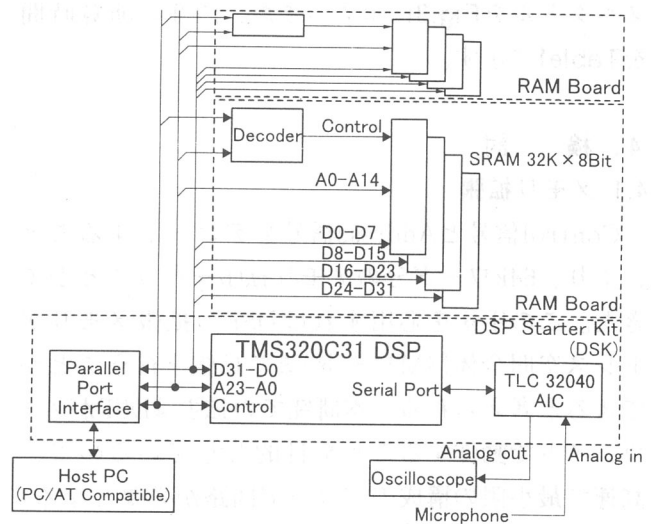 RAM Board
Decoder
Control
SRAM 32K×8Bit
A0-A14
D0-D7
D8-D15
D16-D23
D24-D31
RAM Board
DSP Starter Kit
(DSK)
TMS320C31 DSP
Parallel
Port
Interface
D31-D0
A23-A0
Control
Serial Port
TLC 32040
AIC
Analog out
Analog in
Host PC
(PC/AT Compatible)
Oscilloscope
Microphone